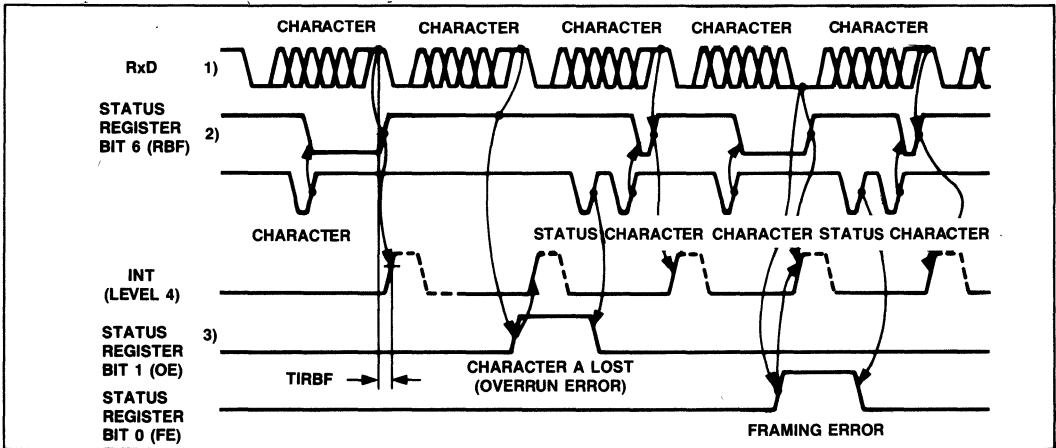 CHARACTER CHARACTER CHARACTER CHARACTER CHARACTER
RxD 1)
STATUS
REGISTER 2)
BIT 6 (RBF)
CHARACTER STATUS CHARACTER CHARACTER STATUS CHARACTER
INT
(LEVEL 4)
STATUS 3)
REGISTER
BIT 1 (OE)
TIRBF
CHARACTER A LOST
(OVERRUN ERROR)
STATUS
REGISTER
BIT 0 (FE)
FRAMING ERROR